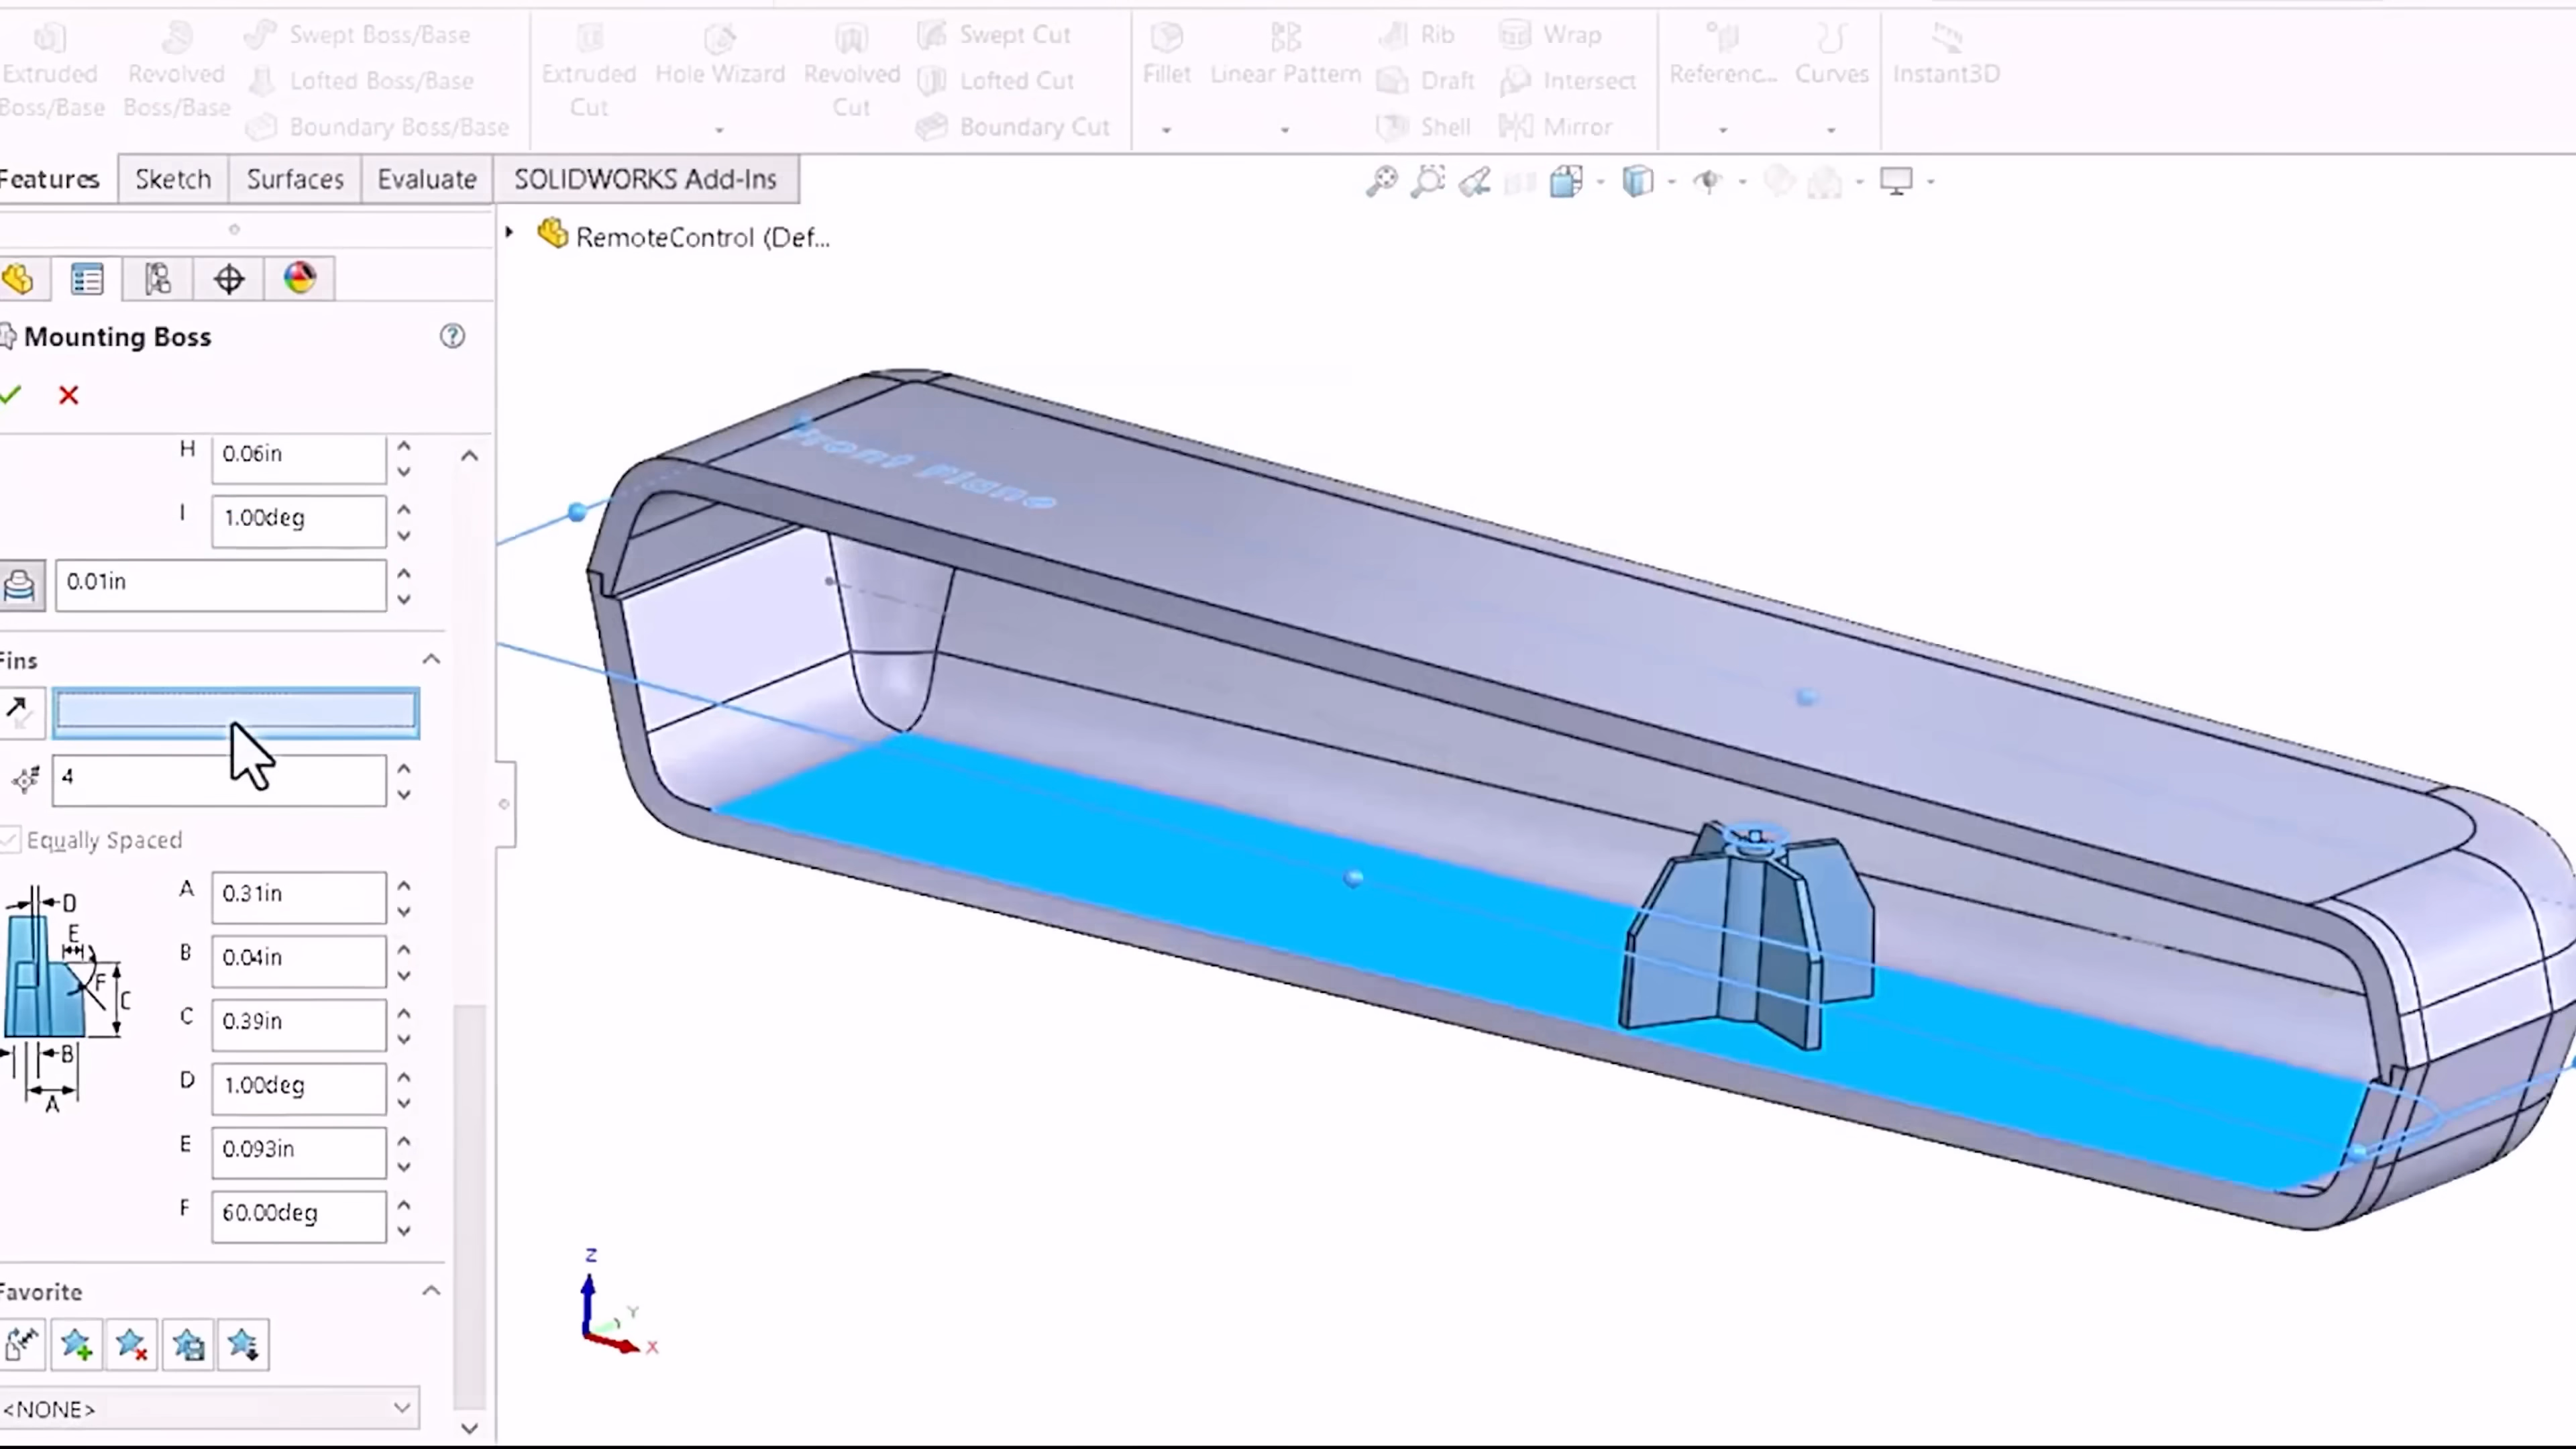 Extruded Boss/Base
Revolved Boss/Base
Swept Boss/Base
Lofted Boss/Base
Boundary Boss/Base
Extruded Cut
Hole Wizard
Revolved Cut
Swept Cut
Lofted Cut
Boundary Cut
Fillet
Linear Pattern
Rib
Draft
Shell
Wrap
Intersect
Mirror
Referenc...
Curves
Instant3D
Features
Sketch
Surfaces
Evaluate
SOLIDWORKS Add-Ins
RemoteControl (Def...
Mounting Boss
H 0.06in
I 1.00deg
0.01in
Fins
4
Equally Spaced
A 0.31in
B 0.04in
C 0.39in
D 1.00deg
E 0.093in
F 60.00deg
D
E
F
C
B
A
Favorite
<NONE>
Front Plane
Z
Y
X